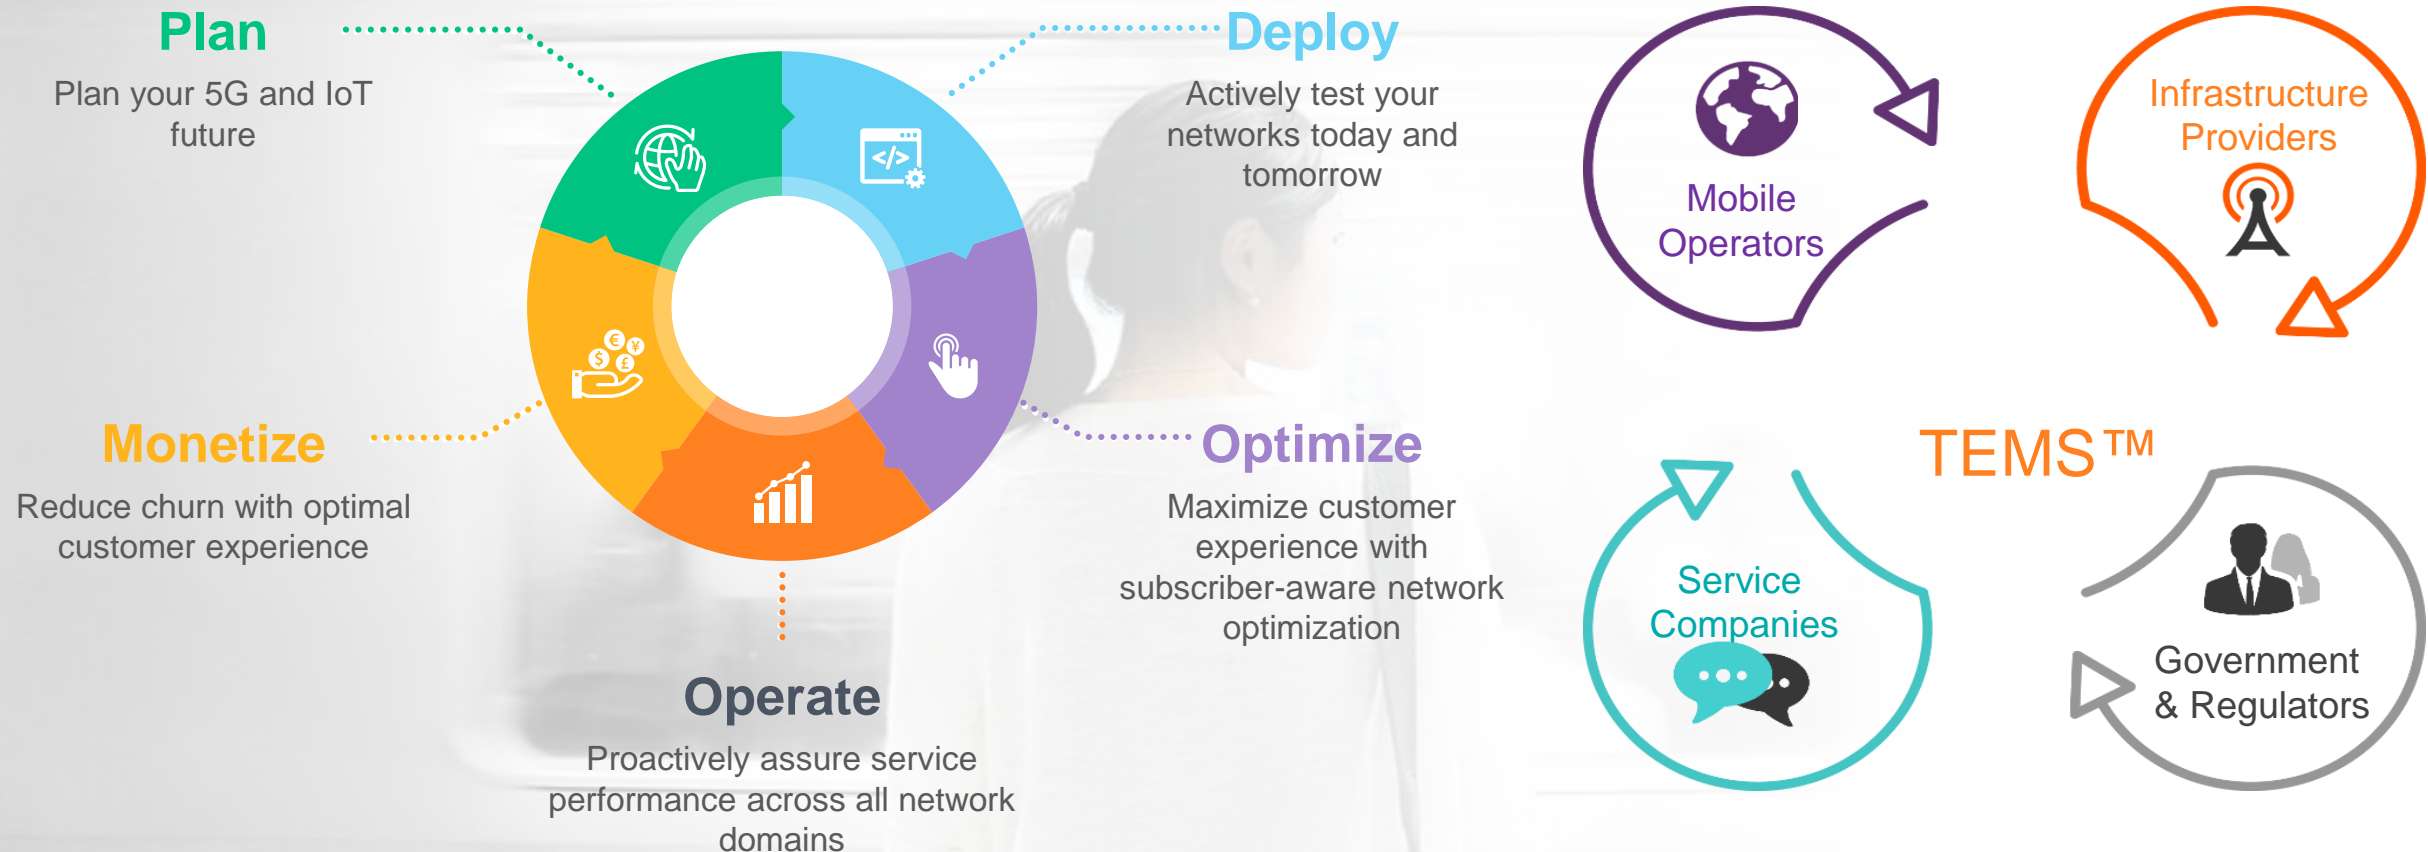 Plan
Plan your 5G and IoT
future
Deploy
Actively test your
networks today and
tomorrow
Monetize
Reduce churn with optimal
customer experience
Optimize
Maximize customer
experience with
subscriber-aware network
optimization
Operate
Proactively assure service
performance across all network
domains
</>
$
€
£
¥
Mobile
Operators
Infrastructure
Providers
TEMS™
Service
Companies
Government
& Regulators